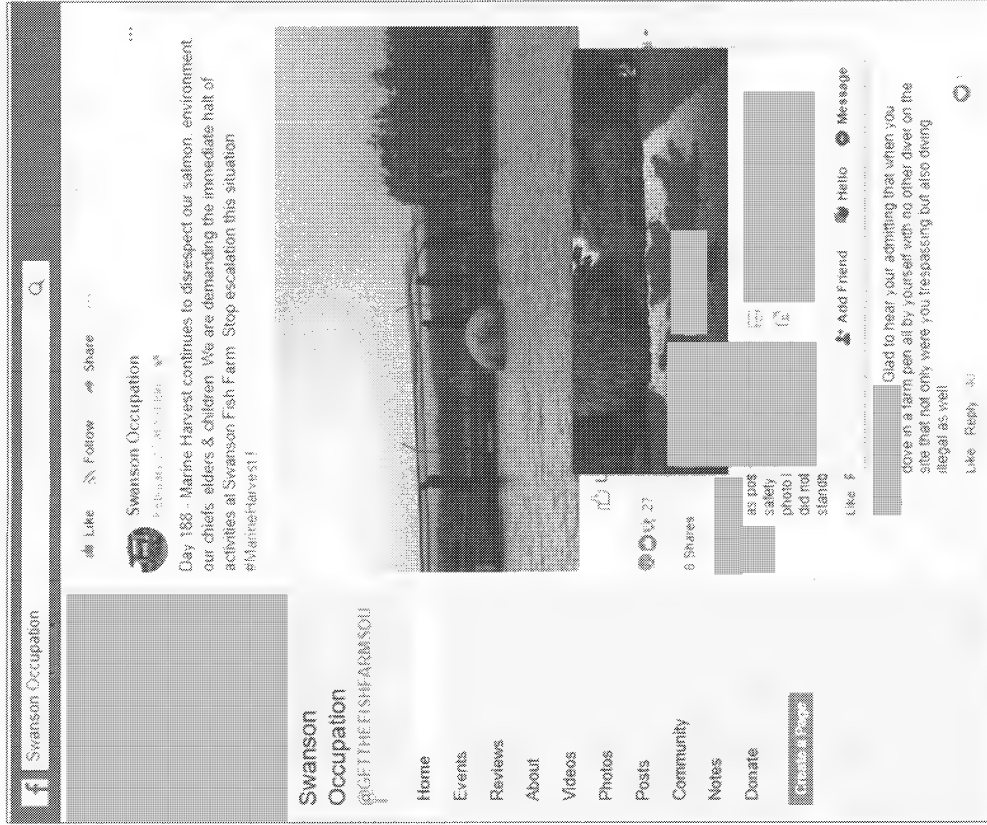 Swanson Occupation
Swanson
Occupation
@GETTHEFISHFARMSOU
Home
Events
Reviews
About
Videos
Photos
Posts
Community
Notes
Donate
Create a Page
Like Follow Share ...
Swanson Occupation
Day 188 - Marine Harvest continues to disrespect our salmon environment
our chiefs elders & children We are demanding the immediate halt of
activities at Swanson Fish Farm Stop escalation this situation
#MarineHarvest!
27
8 Shares
Add Friend Hello Message
as pos
safety
photo I
did not
standb
Like
Glad to hear your admitting that when you
dove in a farm pen all by yourself with no other diver on the
site that not only were you trespassing but also diving
illegal as well
Like Reply